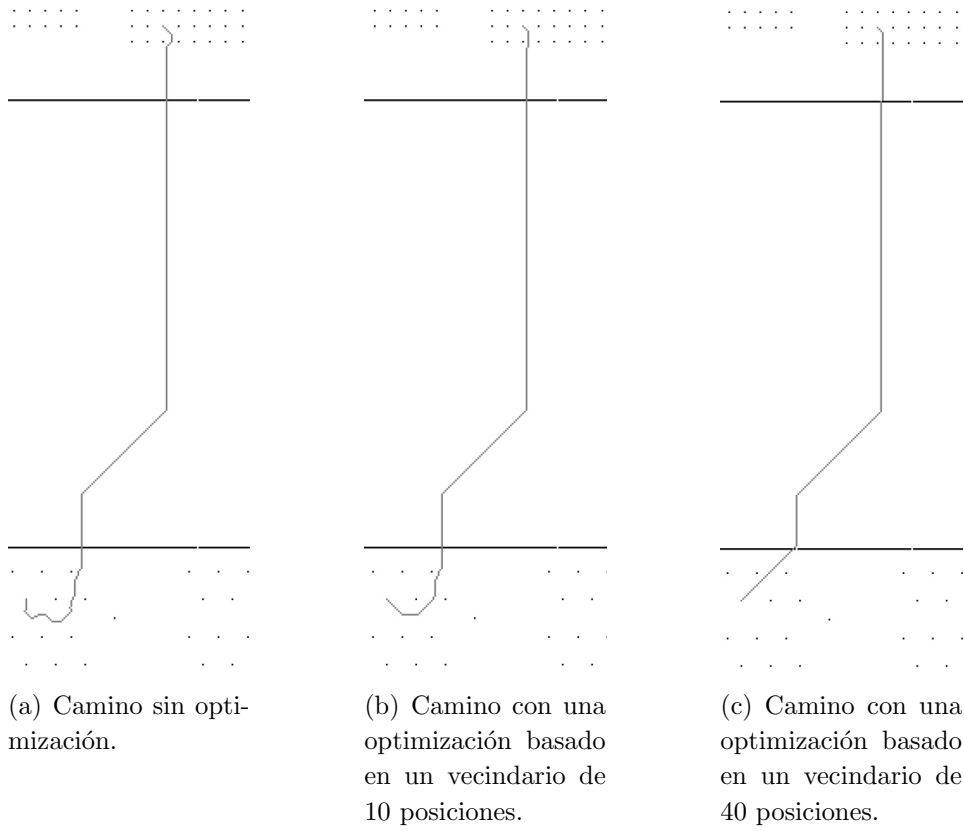 (a) Camino sin opti-
mización.
(b) Camino con una
optimización basado
en un vecindario de
10 posiciones.
(c) Camino con una
optimización basado
en un vecindario de
40 posiciones.